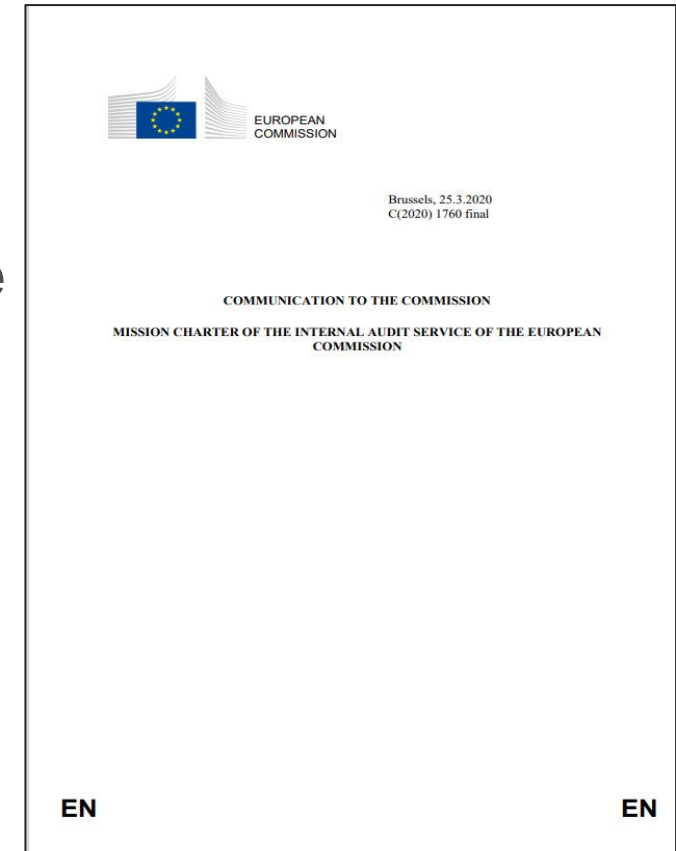 EUROPEAN
COMMISSION
Brussels, 25.3.2020
C(2020) 1760 final
e
COMMUNICATION TO THE COMMISSION
MISSION CHARTER OF THE INTERNAL AUDIT SERVICE OF THE EUROPEAN
COMMISSION
EN EN